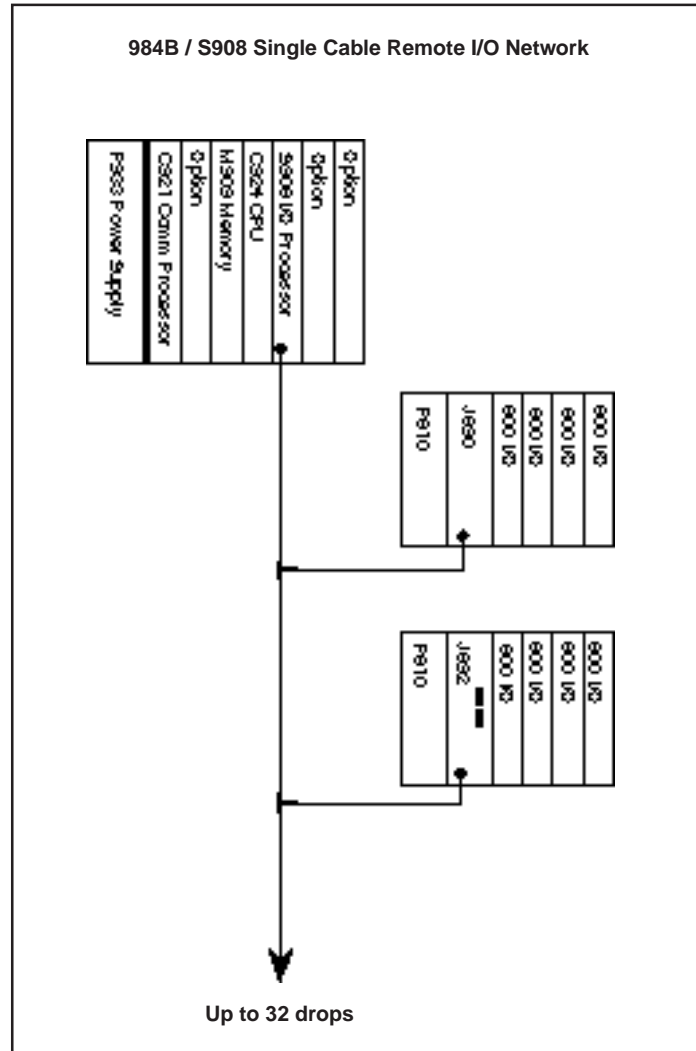 984B / S908 Single Cable Remote I/O Network
P933 Power Supply
C921 Comm Processor
Option
M909 Memory
C924 CPU
S908 I/O Processor
Option
Option
P810
J890
800 I/O
800 I/O
800 I/O
800 I/O
P810
J892
800 I/O
800 I/O
800 I/O
800 I/O
Up to 32 drops